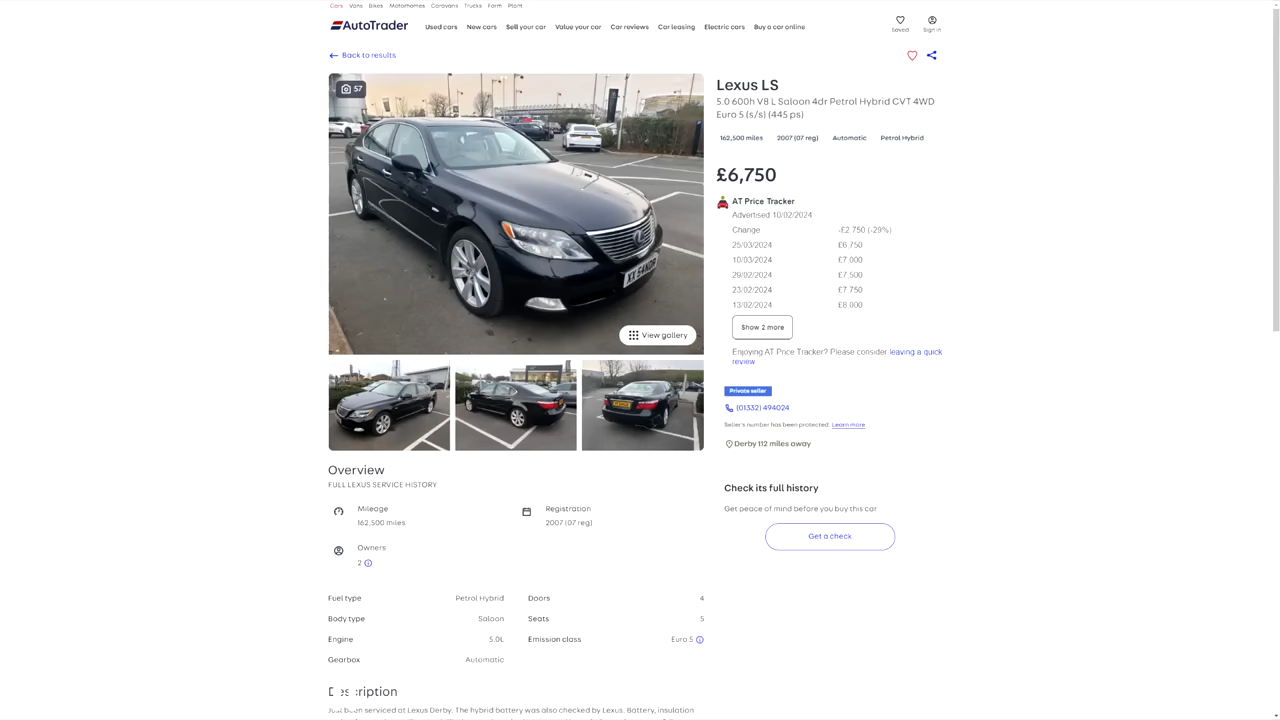 Cars Vans Bikes Motorhomes Caravans Trucks Farm Plant
AutoTrader
Used cars New cars Sell your car Value your car Car reviews Car leasing Electric cars Buy a car online
Saved Sign in
Back to results
57
View gallery
Lexus LS
5.0 600h V8 L Saloon 4dr Petrol Hybrid CVT 4WD
Euro 5 (s/s) (445 ps)
162,500 miles 2007 (07 reg) Automatic Petrol Hybrid
£6,750
AT Price Tracker
Advertised 10/02/2024
Change -£2 750 (-29%)
25/03/2024 £6,750
10/03/2024 £7 000
29/02/2024 £7,500
23/02/2024 £7 750
13/02/2024 £8,000
Show 2 more
Enjoying AT Price Tracker? Please consider leaving a quick
review
Private seller
(01332) 494024
Seller's number has been protected. Learn more
Derby 112 miles away
Check its full history
Get peace of mind before you buy this car
Get a check
Overview
FULL LEXUS SERVICE HISTORY
Mileage
162,500 miles
Registration
2007 (07 reg)
Owners
2
Fuel type Petrol Hybrid
Doors 4
Body type Saloon
Seats 5
Engine 5.0L
Emission class Euro 5
Gearbox Automatic
Description
Just been serviced at Lexus Derby. The hybrid battery was also checked by Lexus. Battery, insulation